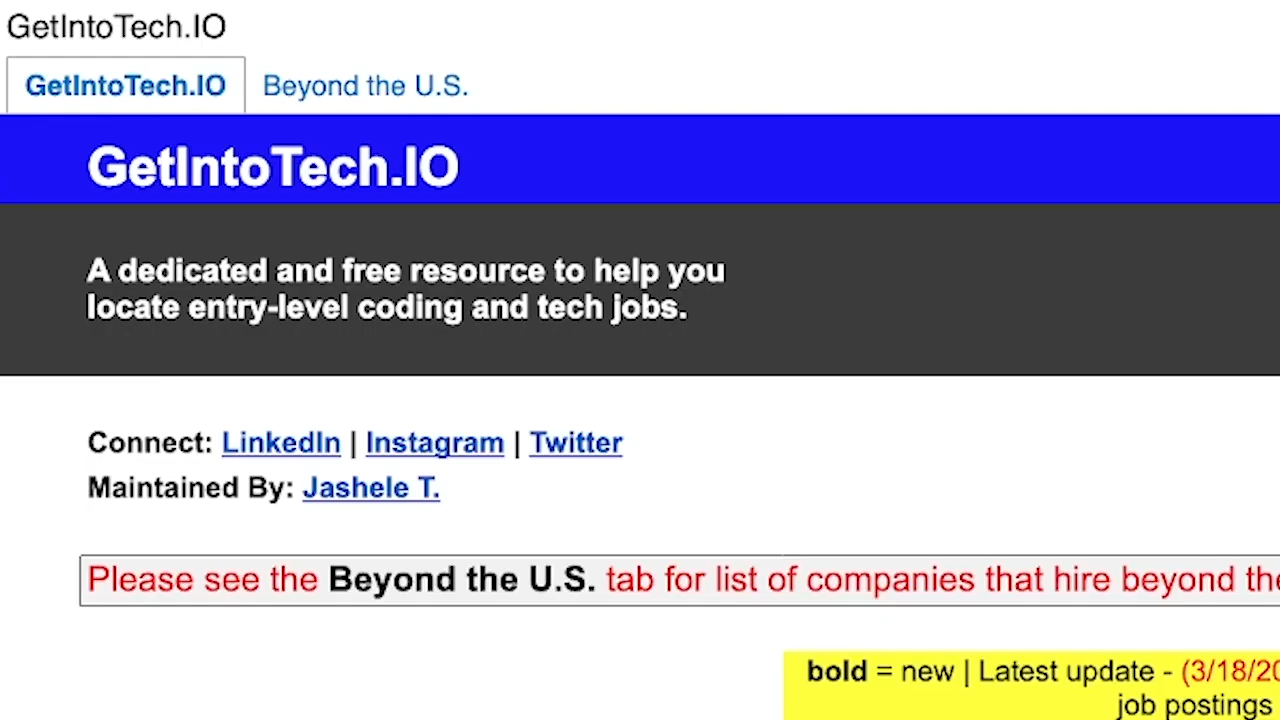 GetIntoTech.IO
GetIntoTech.IO Beyond the U.S.
GetIntoTech.IO
A dedicated and free resource to help you
locate entry-level coding and tech jobs.
Connect: LinkedIn | Instagram | Twitter
Maintained By: Jashele T.
Please see the Beyond the U.S. tab for list of companies that hire beyond
bold = new | Latest update - (3/18/20
job postings